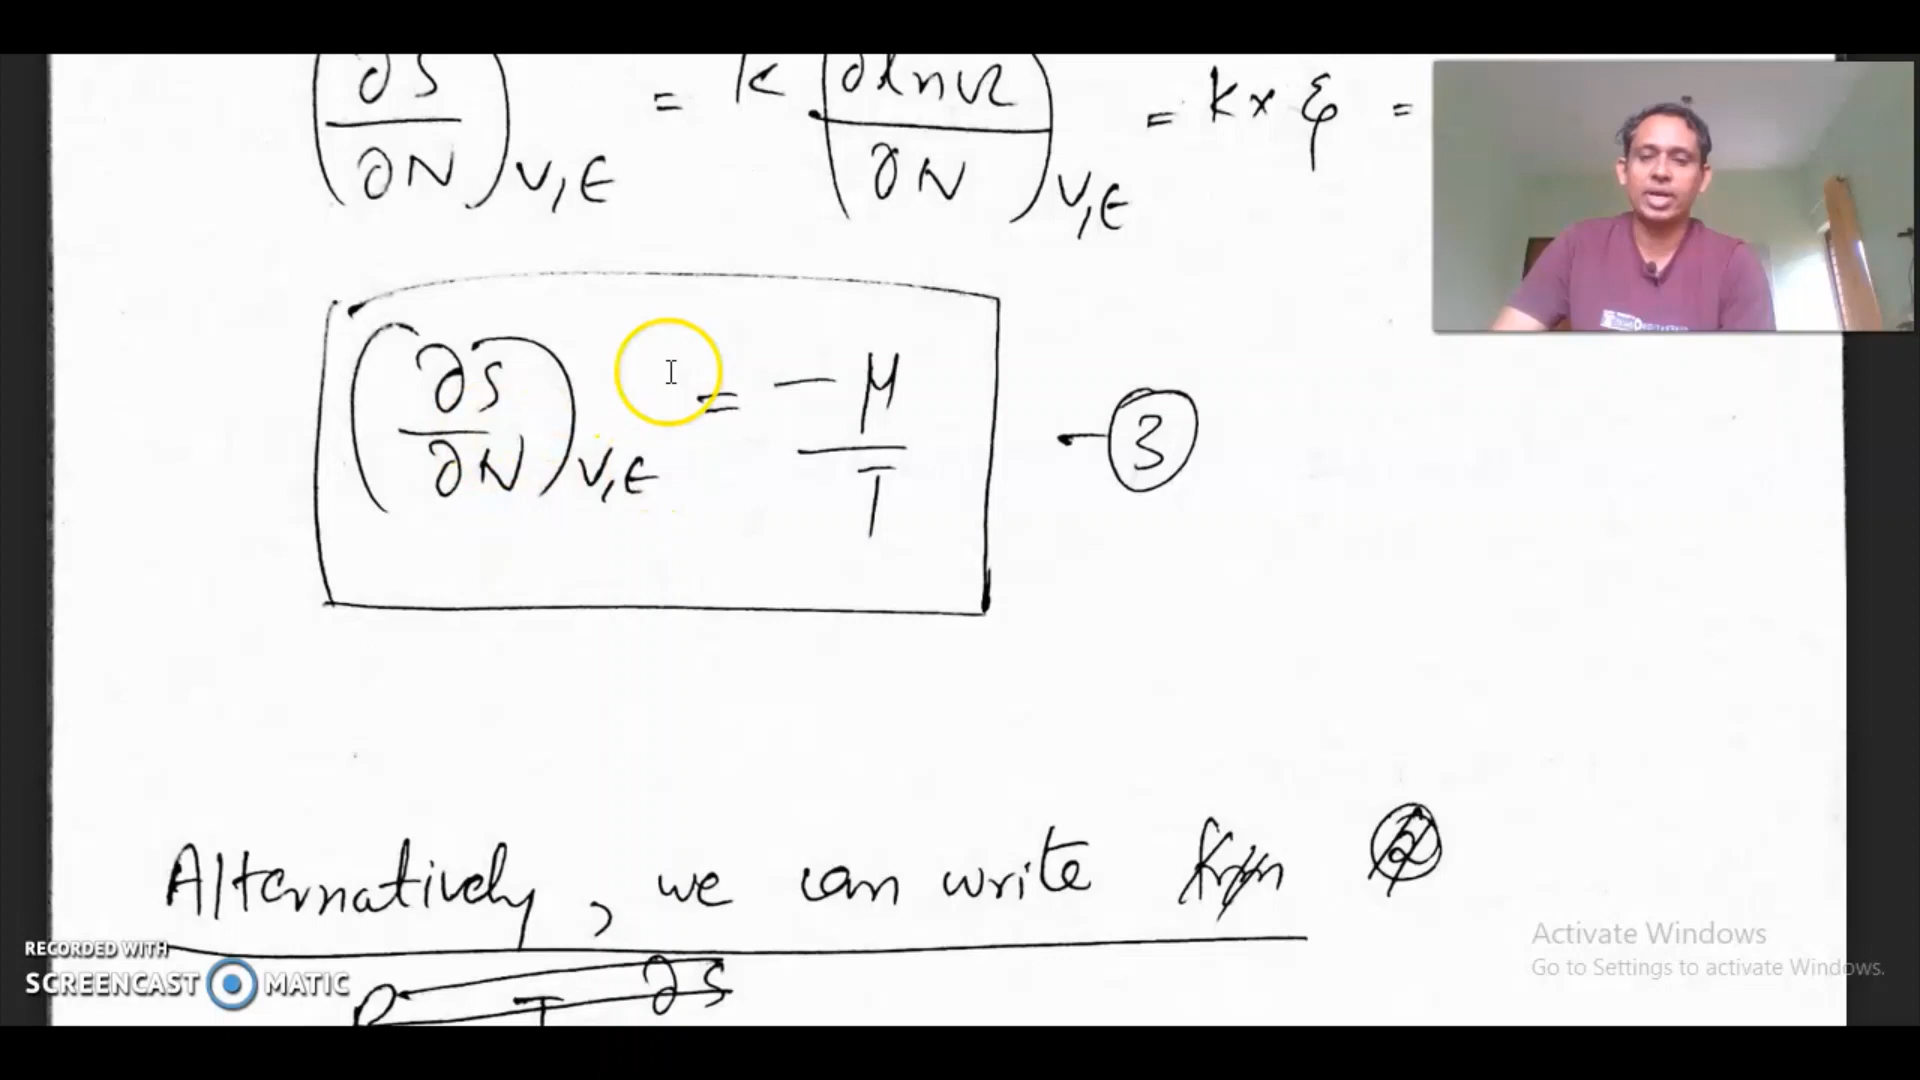 (∂S/∂N)V,E = k (∂lnΩ/∂N)V,E = k × ξ =
(∂S/∂N)V,E = − μ/T — ③
Alternatively, we can write
∂S
Activate Windows
Go to Settings to activate Windows.
RECORDED WITH
SCREENCAST MATIC